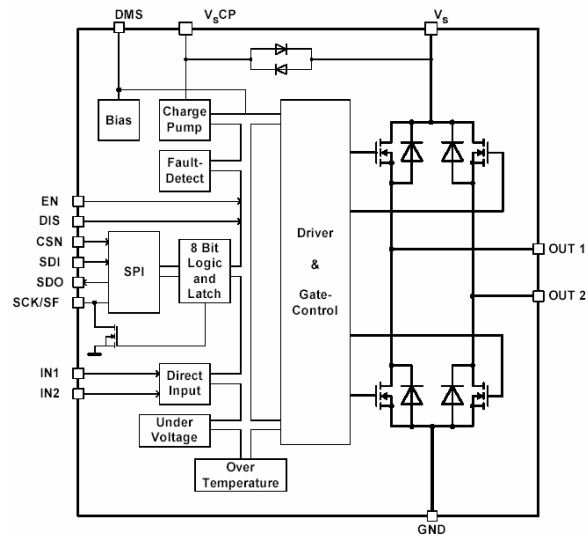 DMS
VsCP
Vs
Bias
Charge
Pump
Fault-
Detect
EN
DIS
CSN
SDI
SDO
SCK/SF
SPI
8 Bit
Logic
and
Latch
Driver
&
Gate-
Control
OUT 1
OUT 2
IN1
IN2
Direct
Input
Under
Voltage
Over
Temperature
GND